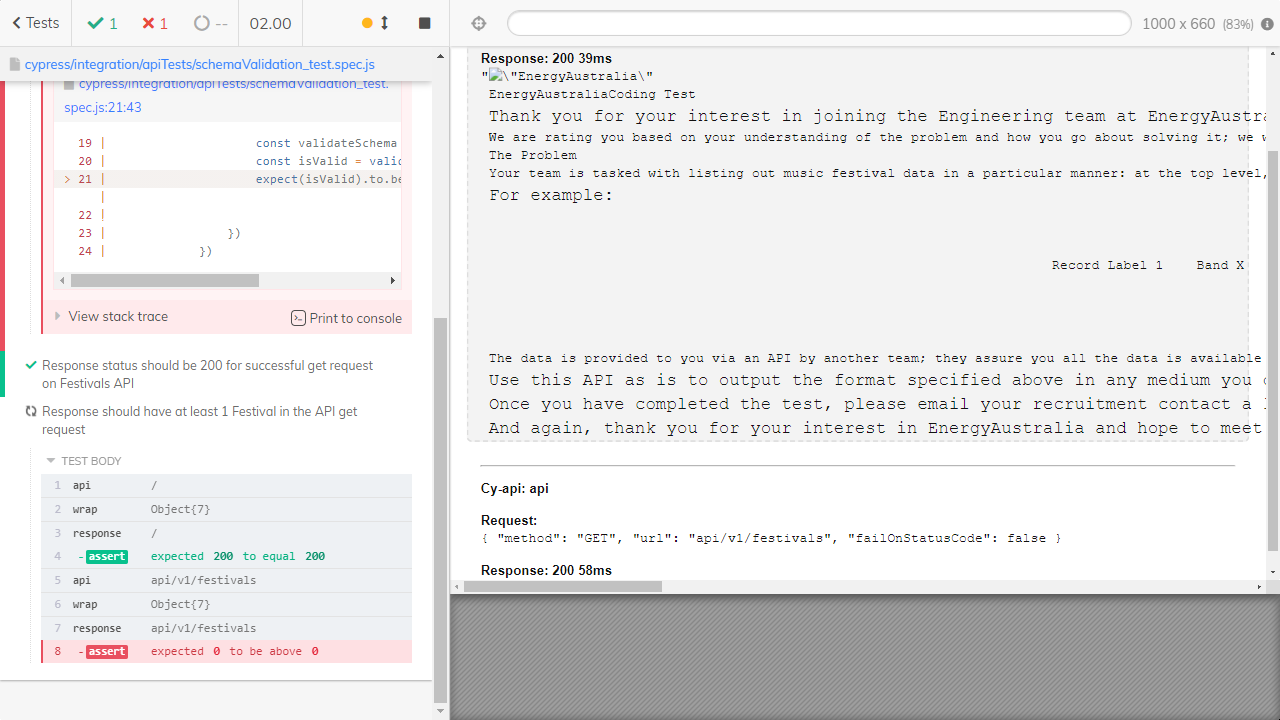 Tests
1
1
--
02.00
1000 x 660 (83%)
cypress/integration/apiTests/schemaValidation_test.spec.js
cypress/integration/apiTests/schemaValidation_test.
spec.js:21:43
19 | const validateSchema
20 | const isValid = valid
> 21 | expect(isValid).to.be
|
22 |
23 | })
24 | })
View stack trace
Print to console
Response status should be 200 for successful get request
on Festivals API
Response should have at least 1 Festival in the API get
request
TEST BODY
1 api /
2 wrap Object{7}
3 response /
4 -assert expected 200 to equal 200
5 api api/v1/festivals
6 wrap Object{7}
7 response api/v1/festivals
8 -assert expected 0 to be above 0
Response: 200 39ms
"\"EnergyAustralia\"
EnergyAustraliaCoding Test
Thank you for your interest in joining the Engineering team at EnergyAustra
We are rating you based on your understanding of the problem and how you go about solving it; we w
The Problem
Your team is tasked with listing out music festival data in a particular manner: at the top level,
For example:
Record Label 1 Band X
The data is provided to you via an API by another team; they assure you all the data is available
Use this API as is to output the format specified above in any medium you
Once you have completed the test, please email your recruitment contact a
And again, thank you for your interest in EnergyAustralia and hope to meet
Cy-api: api
Request:
{ "method": "GET", "url": "api/v1/festivals", "failOnStatusCode": false }
Response: 200 58ms